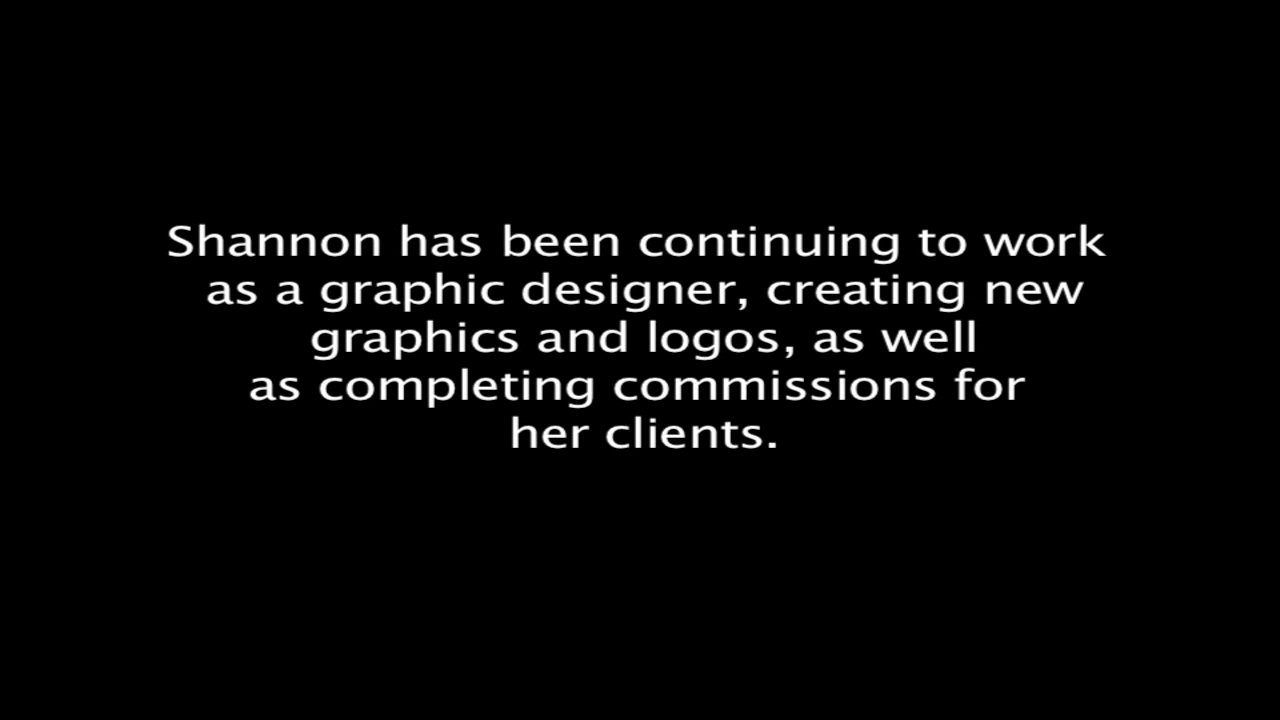 Shannon has been continuing to work
as a graphic designer, creating new
graphics and logos, as well
as completing commissions for
her clients.